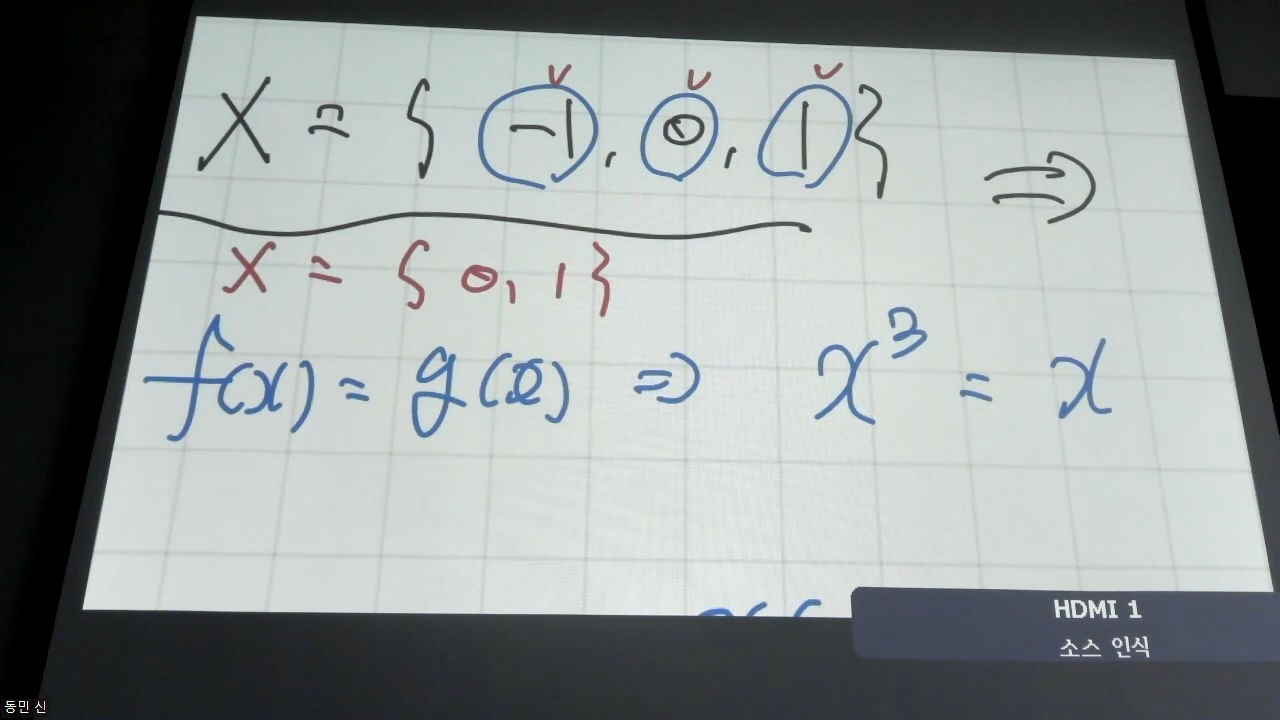 X = { -1, 0, 1 } ⇒
X = { 0, 1 }
f(x) = g(x) ⇒ x³ = x
HDMI 1
소스 인식
동민 신